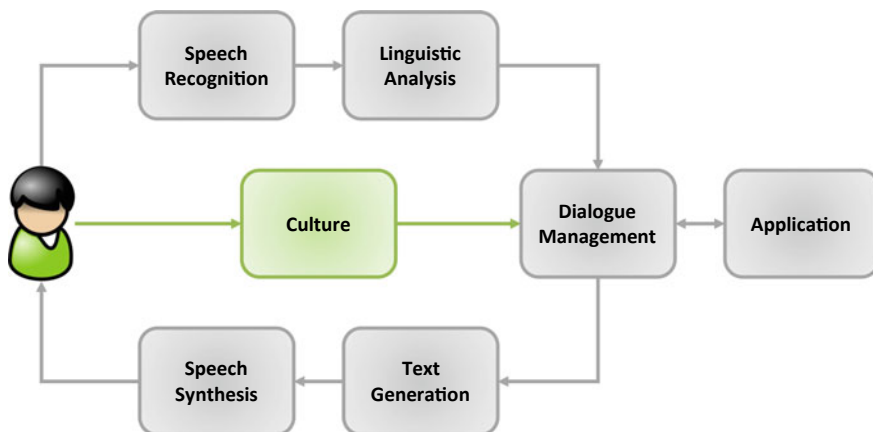 Speech
Recognition
Linguistic
Analysis
Culture
Dialogue
Management
Application
Speech
Synthesis
Text
Generation